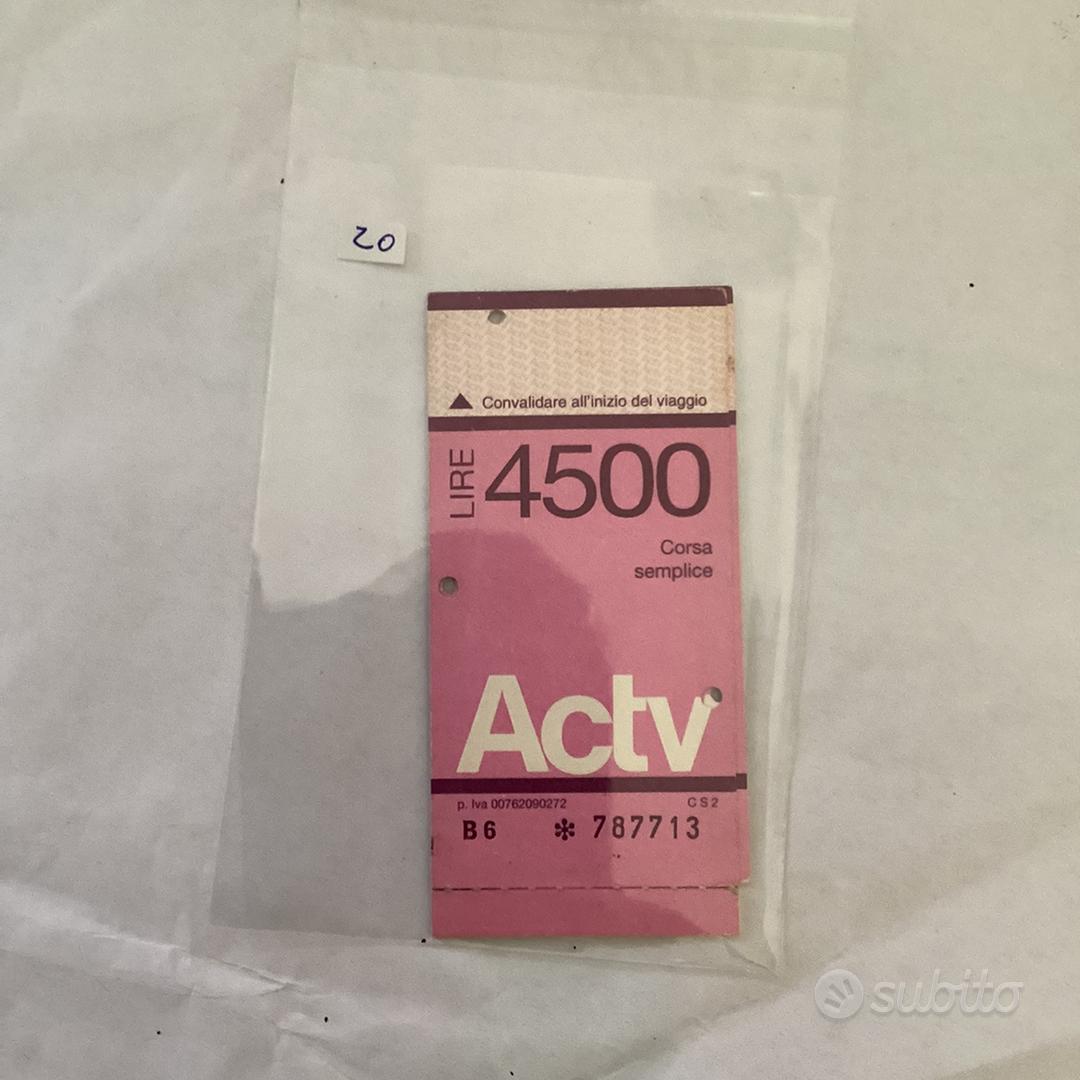 20
Convalidare all'inizio del viaggio
LIRE 4500
Corsa
semplice
Actv
p. Iva 00762090272 CS2
B6 * 787713
subito